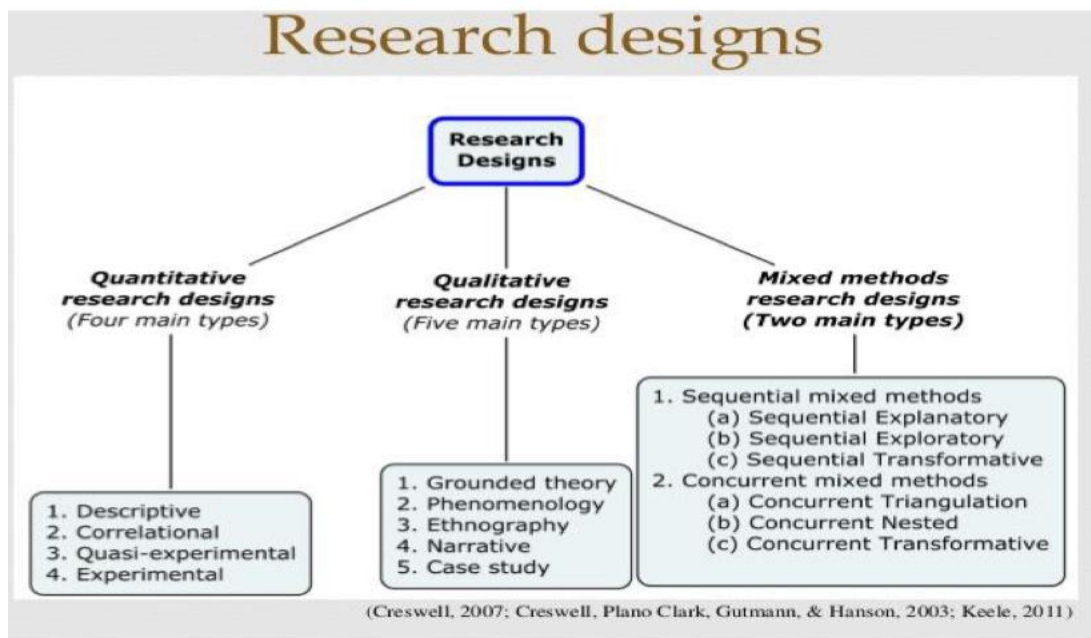 Research designs
Research
Designs
Quantitative
research designs
(Four main types)
Qualitative
research designs
(Five main types)
Mixed methods
research designs
(Two main types)
1. Descriptive
2. Correlational
3. Quasi-experimental
4. Experimental
1. Grounded theory
2. Phenomenology
3. Ethnography
4. Narrative
5. Case study
1. Sequential mixed methods
(a) Sequential Explanatory
(b) Sequential Exploratory
(c) Sequential Transformative
2. Concurrent mixed methods
(a) Concurrent Triangulation
(b) Concurrent Nested
(c) Concurrent Transformative
(Creswell, 2007; Creswell, Plano Clark, Gutmann, & Hanson, 2003; Keele, 2011)